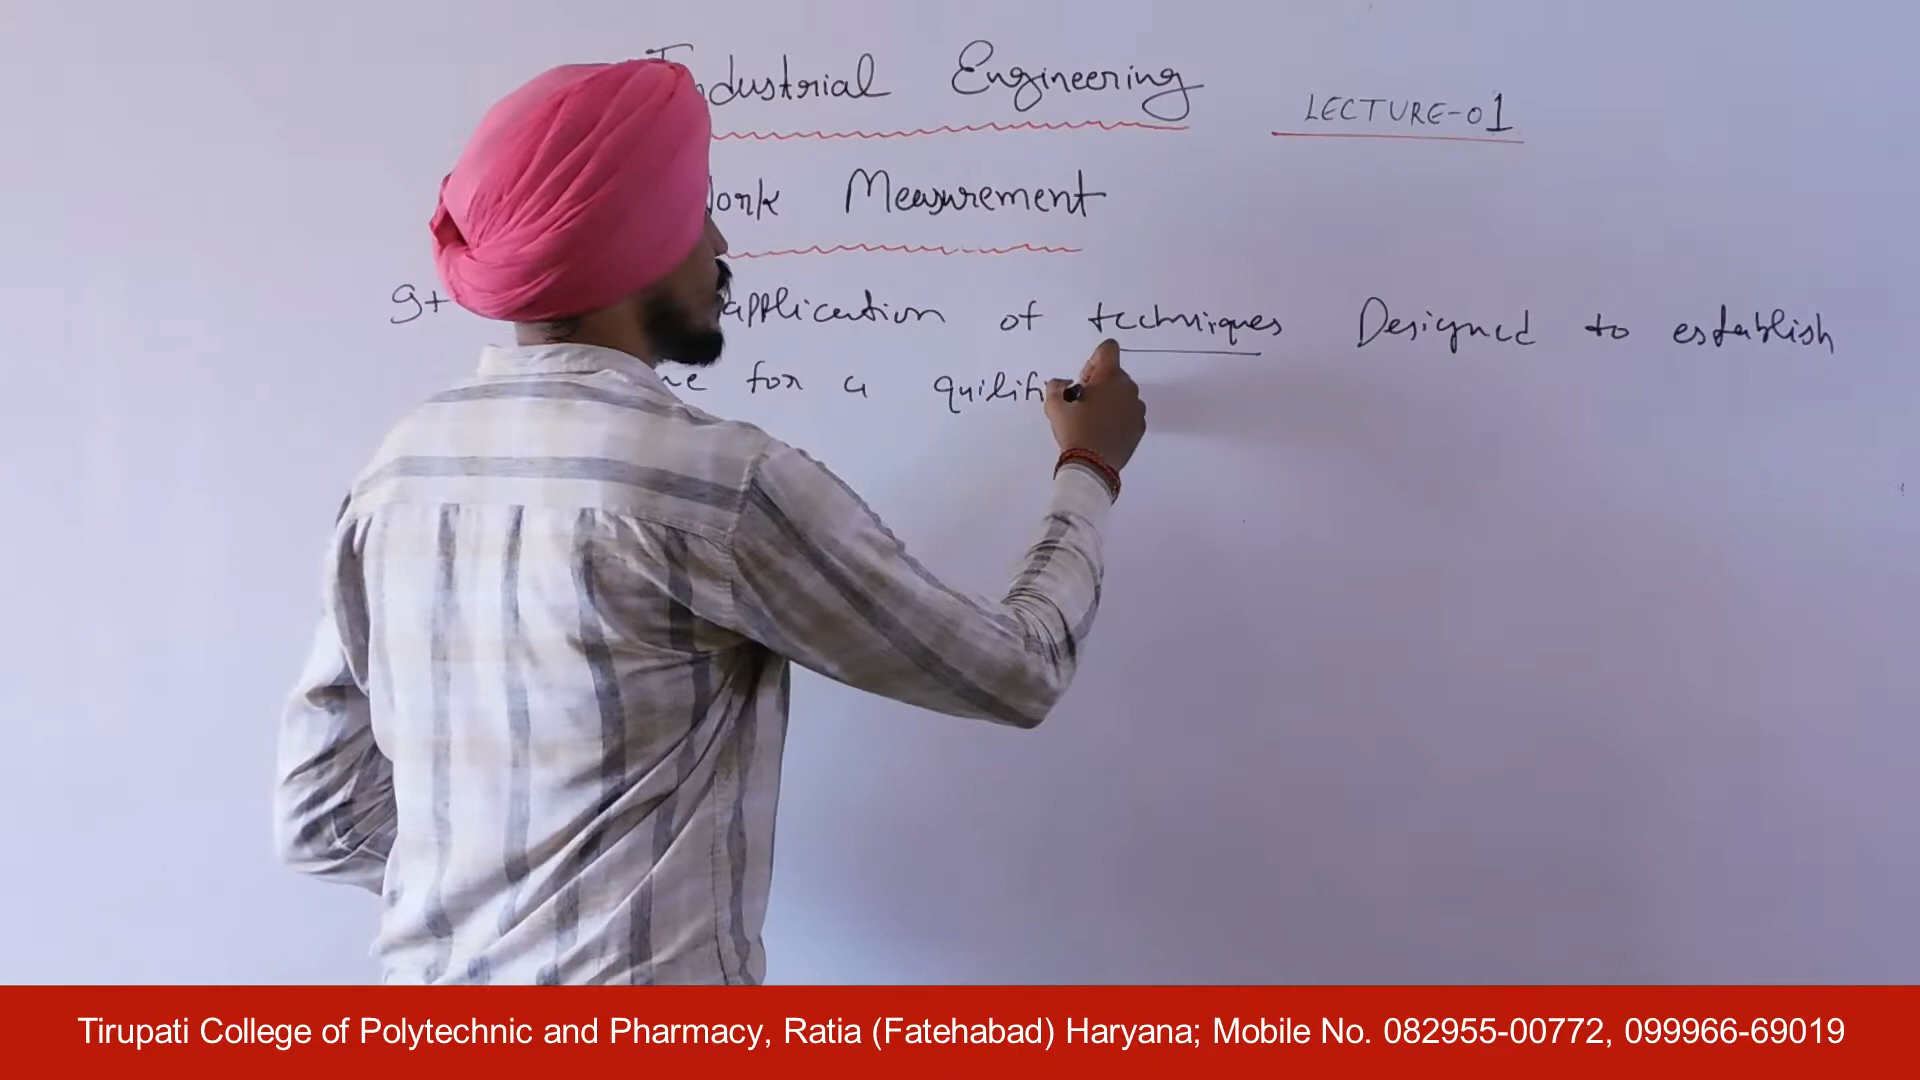 Industrial Engineering
LECTURE-01
Work Measurement
It application of techniques Designed to establish
for a quilifi
Tirupati College of Polytechnic and Pharmacy, Ratia (Fatehabad) Haryana; Mobile No. 082955-00772, 099966-69019